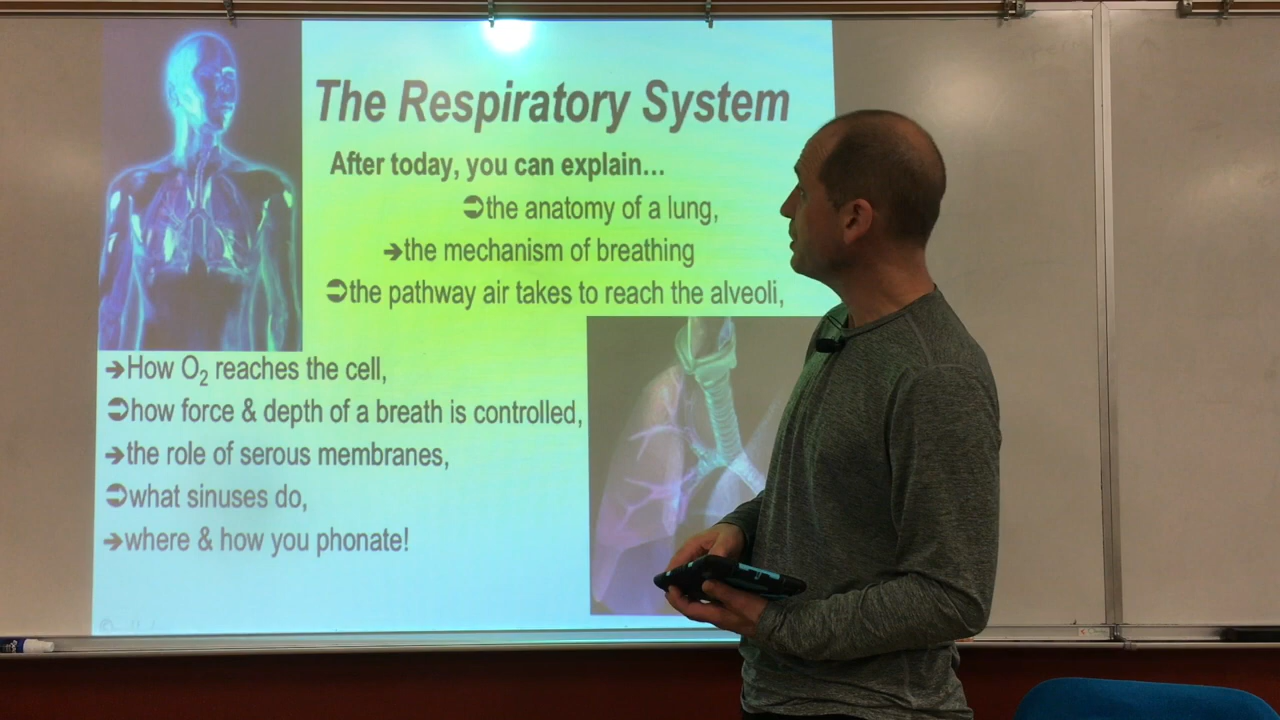 The Respiratory System
After today, you can explain...
➲the anatomy of a lung,
➔the mechanism of breathing
➲the pathway air takes to reach the alveoli,
➔How O₂ reaches the cell,
➲how force & depth of a breath is controlled,
➔the role of serous membranes,
➲what sinuses do,
➔where & how you phonate!